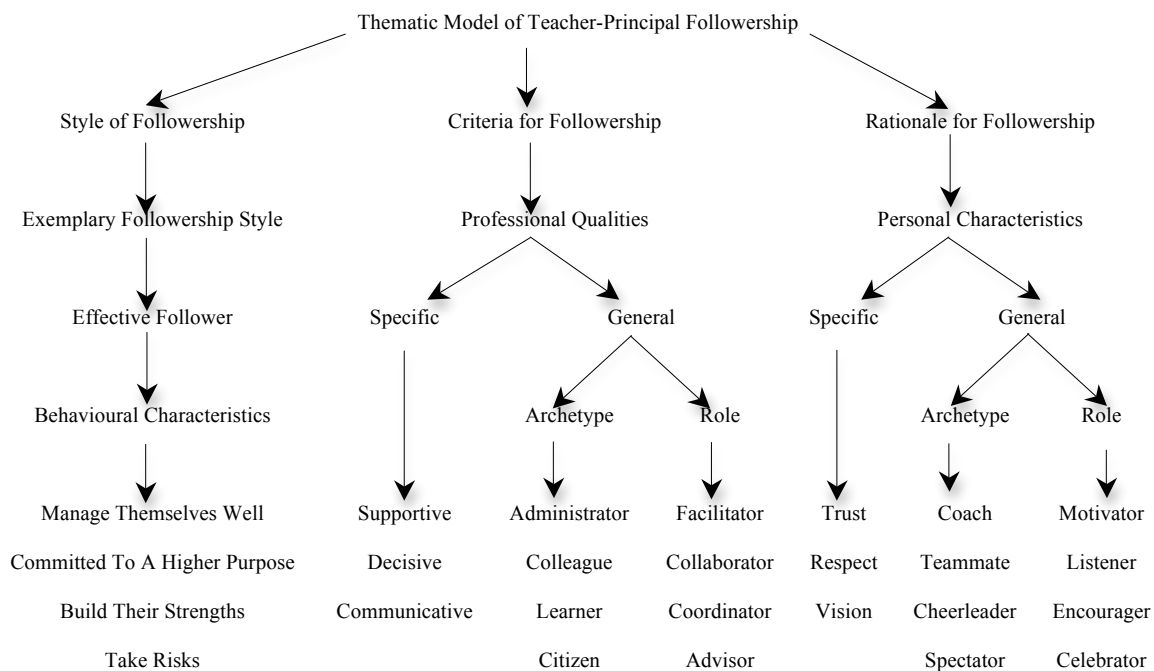 Thematic Model of Teacher-Principal Followership
Style of Followership
Criteria for Followership
Rationale for Followership
Exemplary Followership Style
Professional Qualities
Personal Characteristics
Effective Follower
Specific
General
Specific
General
Behavioural Characteristics
Archetype
Role
Archetype
Role
Manage Themselves Well
Supportive
Administrator
Facilitator
Trust
Coach
Motivator
Committed To A Higher Purpose
Decisive
Colleague
Collaborator
Respect
Teammate
Listener
Build Their Strengths
Communicative
Learner
Coordinator
Vision
Cheerleader
Encourager
Take Risks
Citizen
Advisor
Spectator
Celebrator